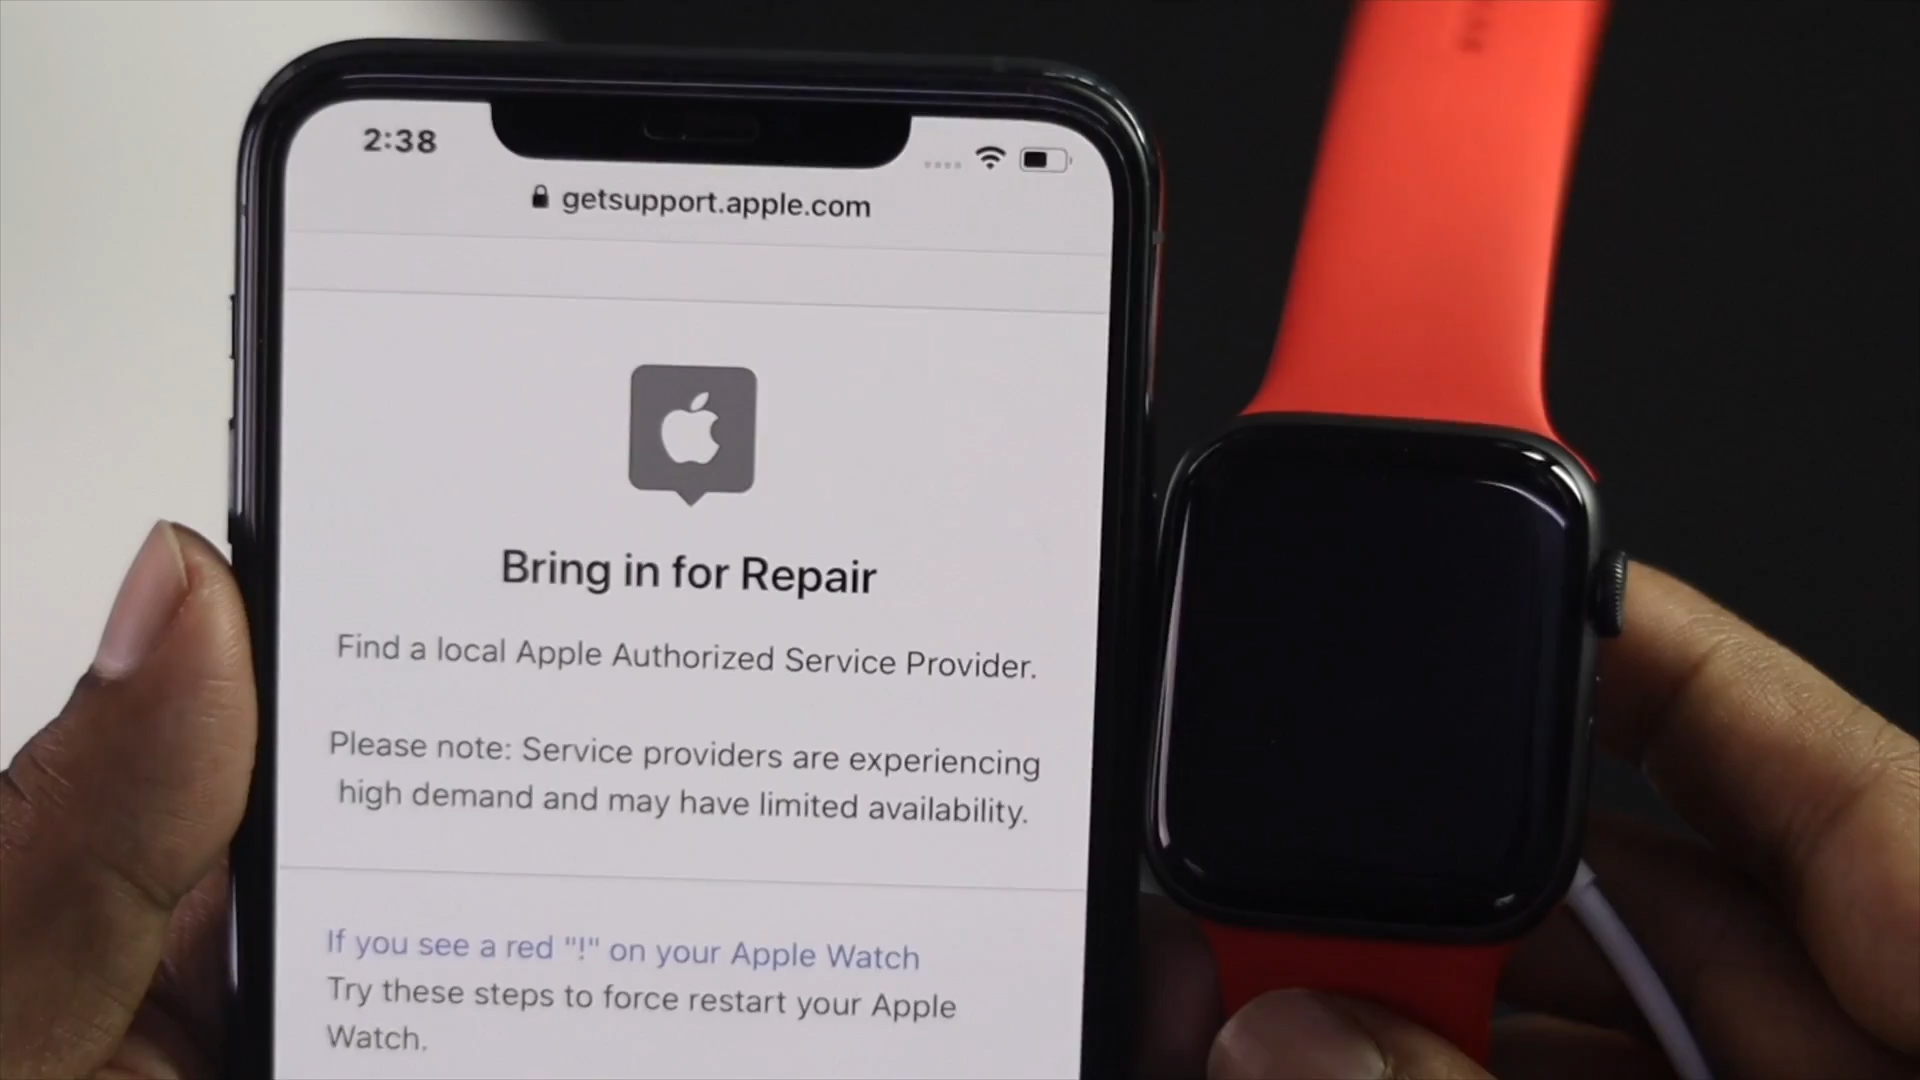 2:38
getsupport.apple.com
Bring in for Repair
Find a local Apple Authorized Service Provider.
Please note: Service providers are experiencing
high demand and may have limited availability.
If you see a red "!" on your Apple Watch
Try these steps to force restart your Apple
Watch.